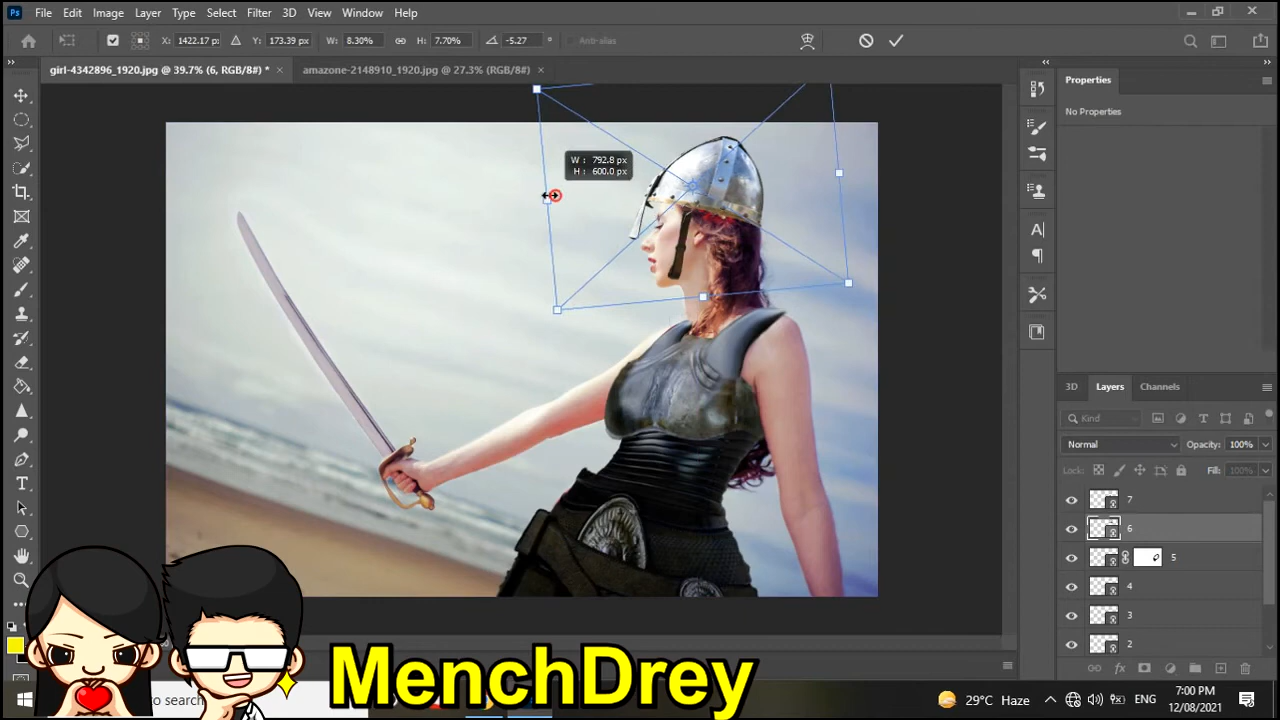 Ps File Edit Image Layer Type Select Filter 3D View Window Help
X: 1422.17 px Y: 173.39 px W: 8.30% H: 7.70% -5.27 ° Anti-alias
girl-4342896_1920.jpg @ 39.7% (6, RGB/8#) * × amazone-2148910_1920.jpg @ 27.3% (RGB/8#) ×
Properties
No Properties
W : 792.8 px
H : 600.0 px
3D Layers Channels
Kind
Normal Opacity: 100%
Lock: Fill: 100%
7
6
5
4
3
2
MenchDrey
to search
29°C Haze ENG 7:00 PM
12/08/2021